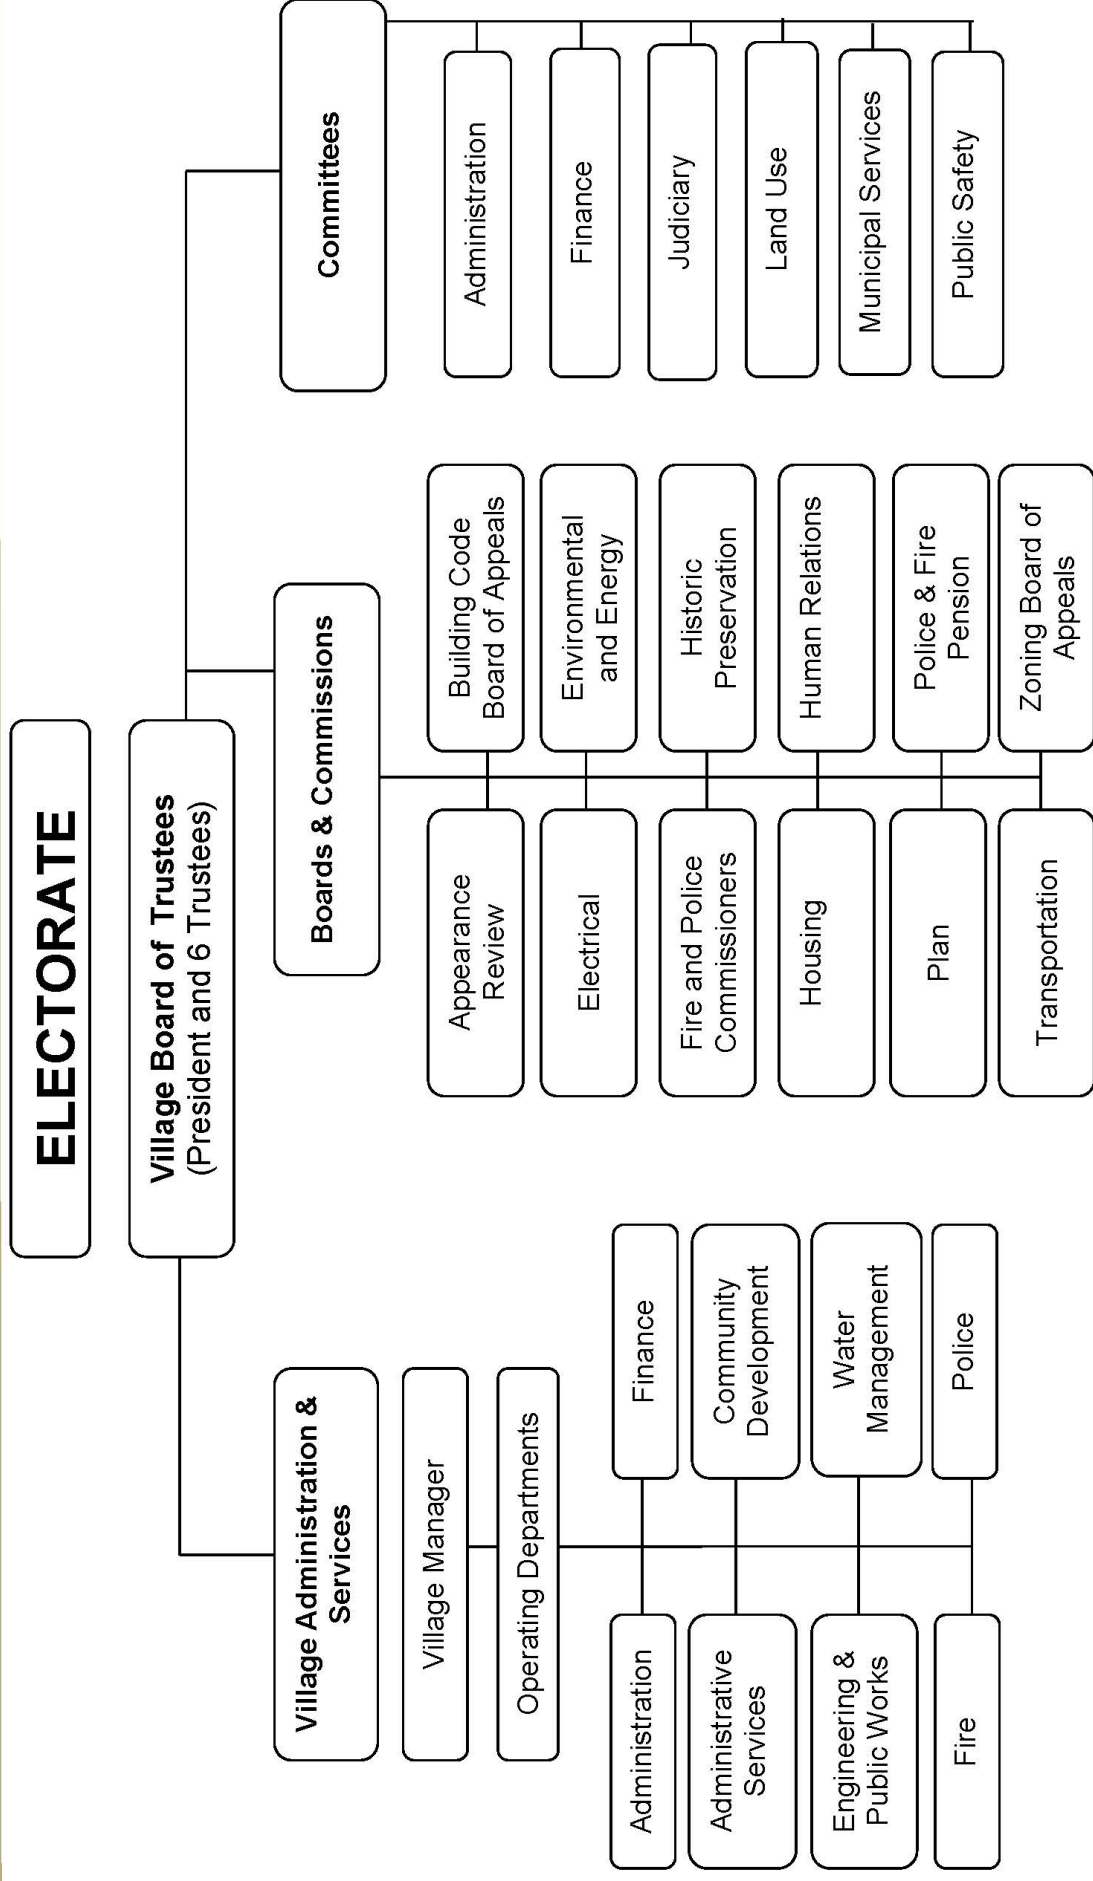 ELECTORATE
Village Board of Trustees
(President and 6 Trustees)
Village Administration &
Services
Village Manager
Operating Departments
Administration
Finance
Administrative
Services
Community
Development
Engineering &
Public Works
Water
Management
Fire
Police
Boards & Commissions
Appearance
Review
Building Code
Board of Appeals
Electrical
Environmental
and Energy
Fire and Police
Commissioners
Historic
Preservation
Housing
Human Relations
Plan
Police & Fire
Pension
Transportation
Zoning Board of
Appeals
Committees
Administration
Finance
Judiciary
Land Use
Municipal Services
Public Safety